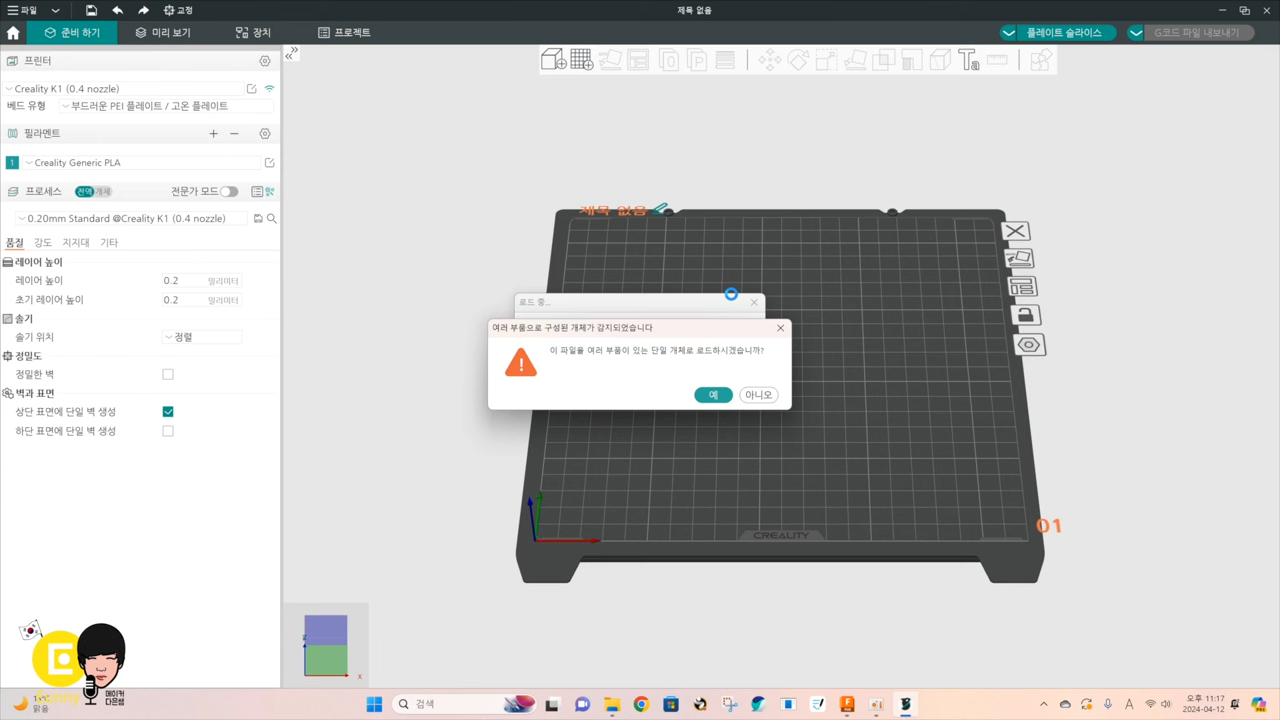 파일
교정
제목 없음
준비 하기
미리 보기
장치
프로젝트
플레이트 슬라이스
G코드 파일 내보내기
프린터
Creality K1 (0.4 nozzle)
베드 유형
부드러운 PEI 플레이트 / 고온 플레이트
필라멘트
1
Creality Generic PLA
프로세스
전역
개체
전문가 모드
0.20mm Standard @Creality K1 (0.4 nozzle)
품질
강도
지지대
기타
레이어 높이
레이어 높이
0.2
밀리미터
초기 레이어 높이
0.2
밀리미터
솔기
솔기 위치
정렬
정밀도
정밀한 벽
벽과 표면
상단 표면에 단일 벽 생성
하단 표면에 단일 벽 생성
제목 없음
로드 중...
여러 부품으로 구성된 개체가 감지되었습니다
이 파일을 여러 부품이 있는 단일 개체로 로드하시겠습니까?
예
아니오
01
CREALITY
Z
X
메이커
다은쌤
맑음
검색
A
오후 11:17
2024-04-12